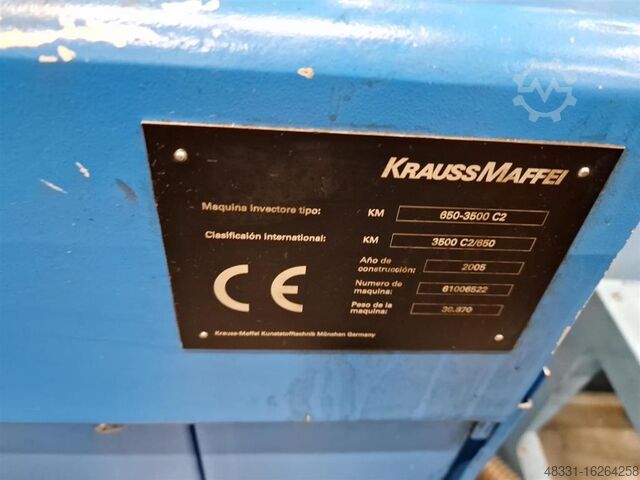 KRAUSSMAFFEI
Maquina invectore tipo: KM 650-3500 C2
Clasificaión International: KM 3500 C2/650
Año de
construcción: 2005
Numero de
maquina: 61006522
Peso de la
maquina: 30.870
CE
Krauss-Maffei Kunststofftechnik München Germany
48331-16264258